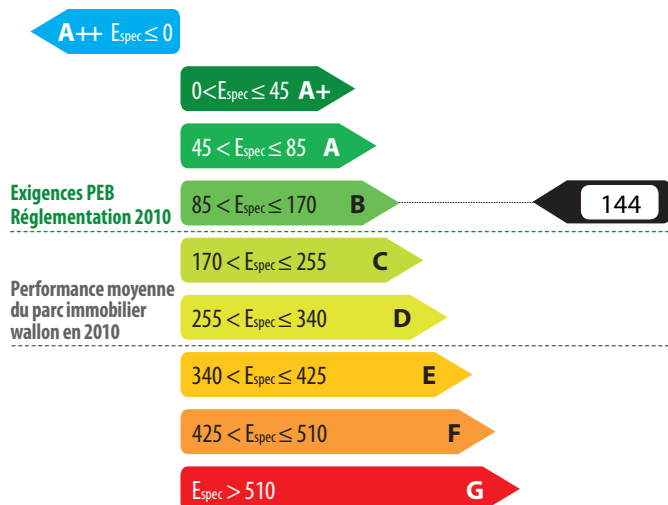 A++ Espec ≤ 0
0<Espec ≤ 45 A+
45 < Espec ≤ 85 A
Exigences PEB
Réglementation 2010
85 < Espec ≤ 170 B
144
170 < Espec ≤ 255 C
Performance moyenne
du parc immobilier
wallon en 2010
255 < Espec ≤ 340 D
340 < Espec ≤ 425 E
425 < Espec ≤ 510 F
Espec > 510 G